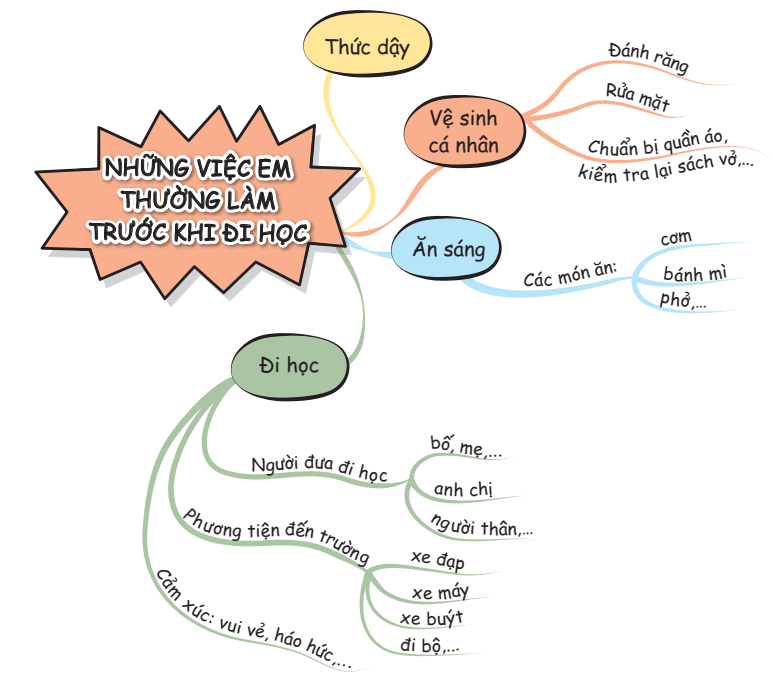 NHỮNG VIỆC EM
THƯỜNG LÀM
TRƯỚC KHI ĐI HỌC
Thức dậy
Vệ sinh
cá nhân
Đánh răng
Rửa mặt
Chuẩn bị quần áo,
kiểm tra lại sách vở,...
Ăn sáng
Các món ăn:
cơm
bánh mì
phở,...
Đi học
Người đưa đi học
bố, mẹ,...
anh chị
người thân,...
Phương tiện đến trường
xe đạp
xe máy
xe buýt
đi bộ,...
Cảm xúc: vui vẻ, háo hức,...